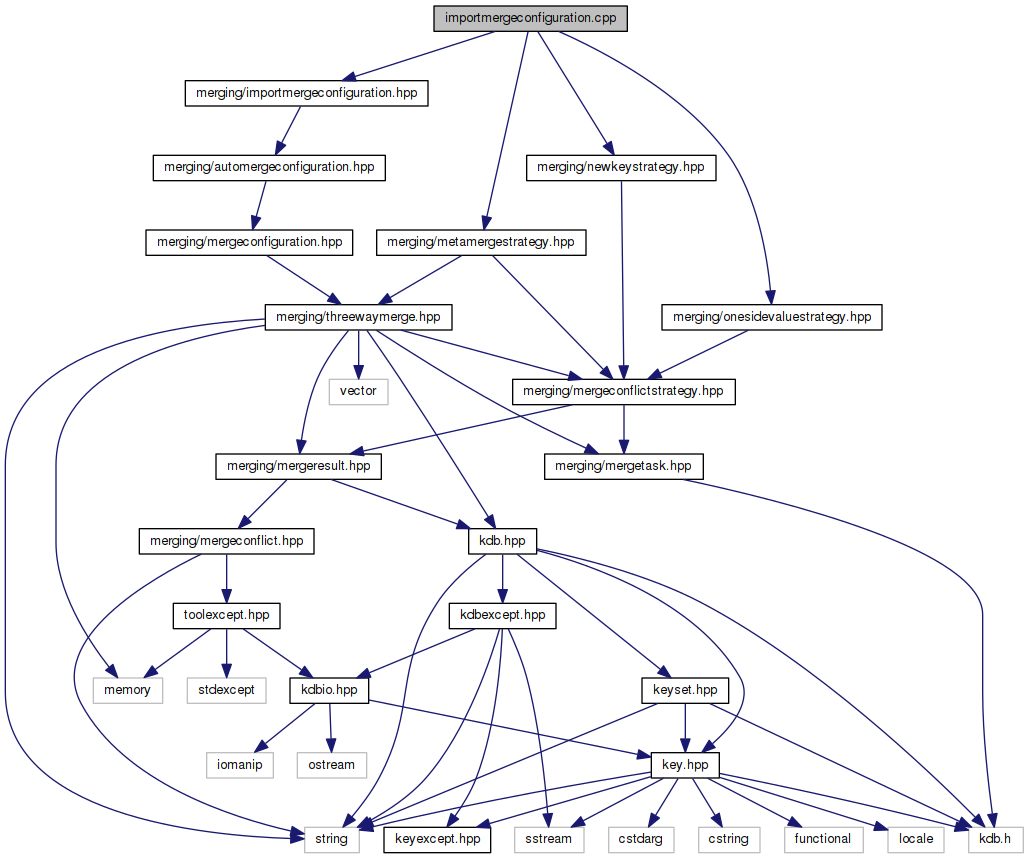 importmergeconfiguration.cpp
merging/importmergeconfiguration.hpp
merging/automergeconfiguration.hpp
merging/newkeystrategy.hpp
merging/mergeconfiguration.hpp
merging/metamergestrategy.hpp
merging/threewaymerge.hpp
merging/onesidevaluestrategy.hpp
vector
merging/mergeconflictstrategy.hpp
merging/mergeresult.hpp
merging/mergetask.hpp
merging/mergeconflict.hpp
kdb.hpp
toolexcept.hpp
kdbexcept.hpp
memory
stdexcept
kdbio.hpp
keyset.hpp
iomanip
ostream
key.hpp
string
keyexcept.hpp
sstream
cstdarg
cstring
functional
locale
kdb.h